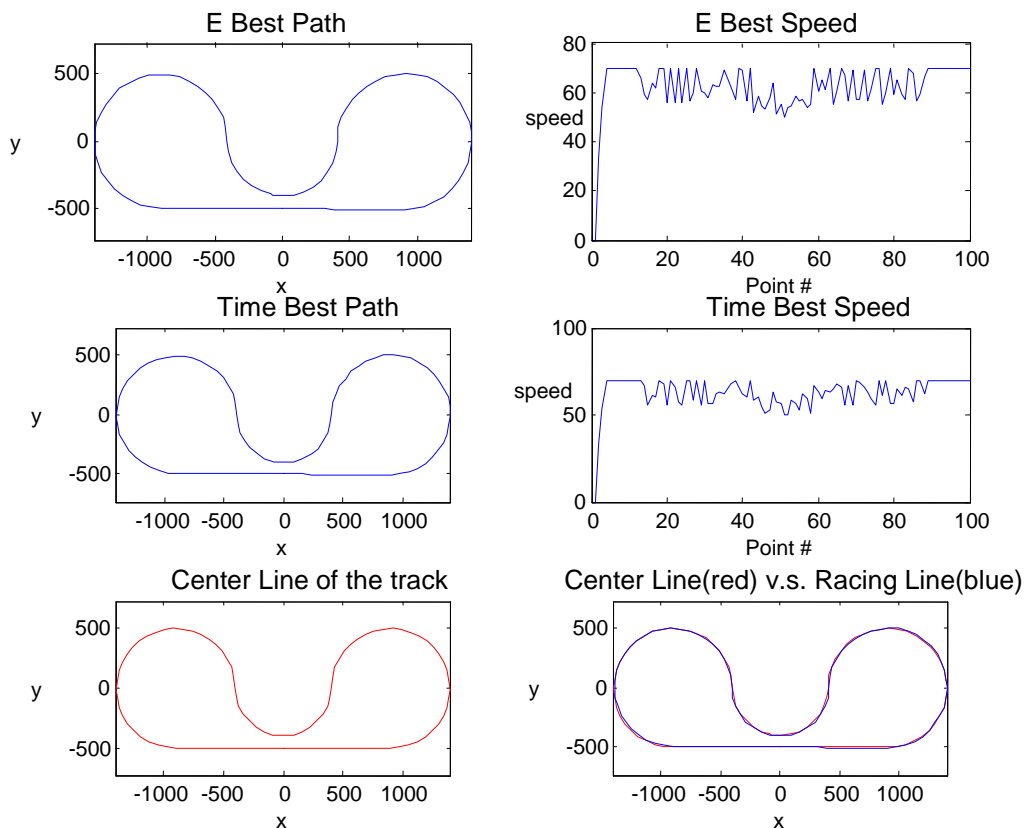 E Best Path
500
0
-500
y
-1000 -500 0 500 1000
x
E Best Speed
80
60
40
20
0
speed
0 20 40 60 80 100
Point #
Time Best Path
500
0
-500
y
-1000 -500 0 500 1000
x
Time Best Speed
100
50
0
speed
0 20 40 60 80 100
Point #
Center Line of the track
500
0
-500
y
-1000 -500 0 500 1000
x
Center Line(red) v.s. Racing Line(blue)
500
0
-500
y
-1000 -500 0 500 1000
x